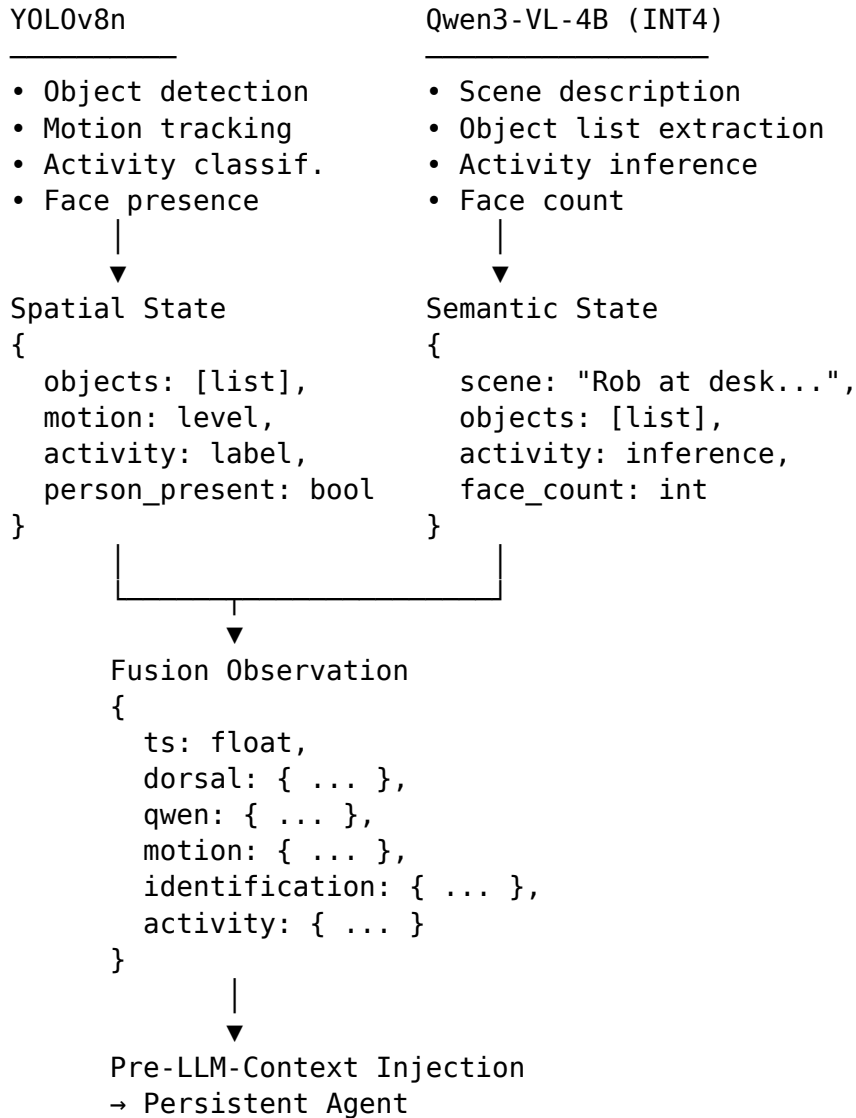 YOLOv8n
• Object detection
• Motion tracking
• Activity classif.
• Face presence
Qwen3-VL-4B (INT4)
• Scene description
• Object list extraction
• Activity inference
• Face count
Spatial State
{
objects: [list],
motion: level,
activity: label,
person_present: bool
}
Semantic State
{
scene: "Rob at desk...",
objects: [list],
activity: inference,
face_count: int
}
Fusion Observation
{
ts: float,
dorsal: { ... },
qwen: { ... },
motion: { ... },
identification: { ... },
activity: { ... }
}
Pre-LLM-Context Injection
→ Persistent Agent